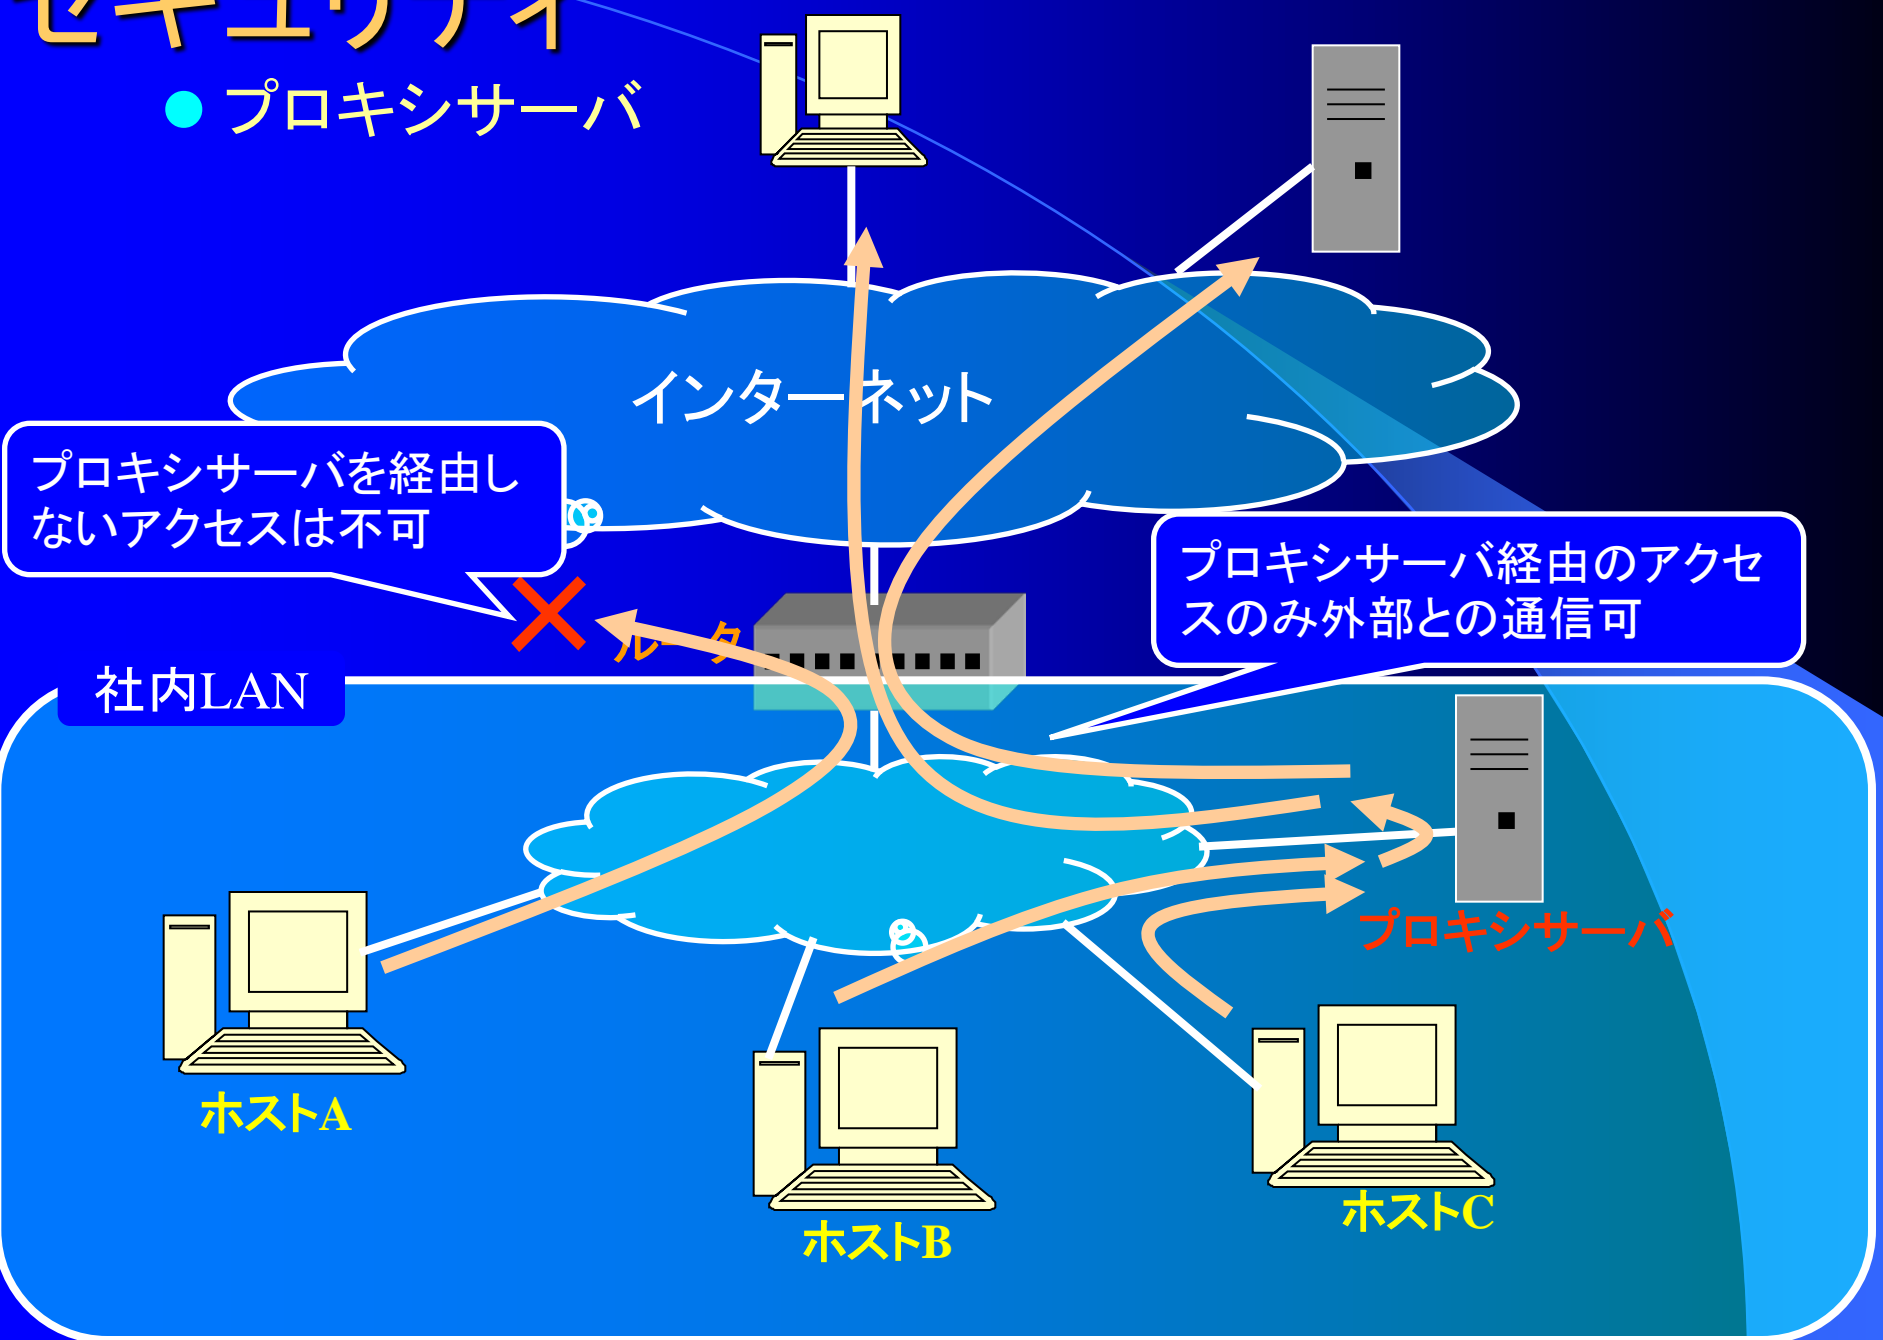 セキュリティ
プロキシサーバ
インターネット
プロキシサーバを経由し
ないアクセスは不可
プロキシサーバ経由のアクセ
スのみ外部との通信可
ルータ
社内LAN
プロキシサーバ
ホストA
ホストB
ホストC